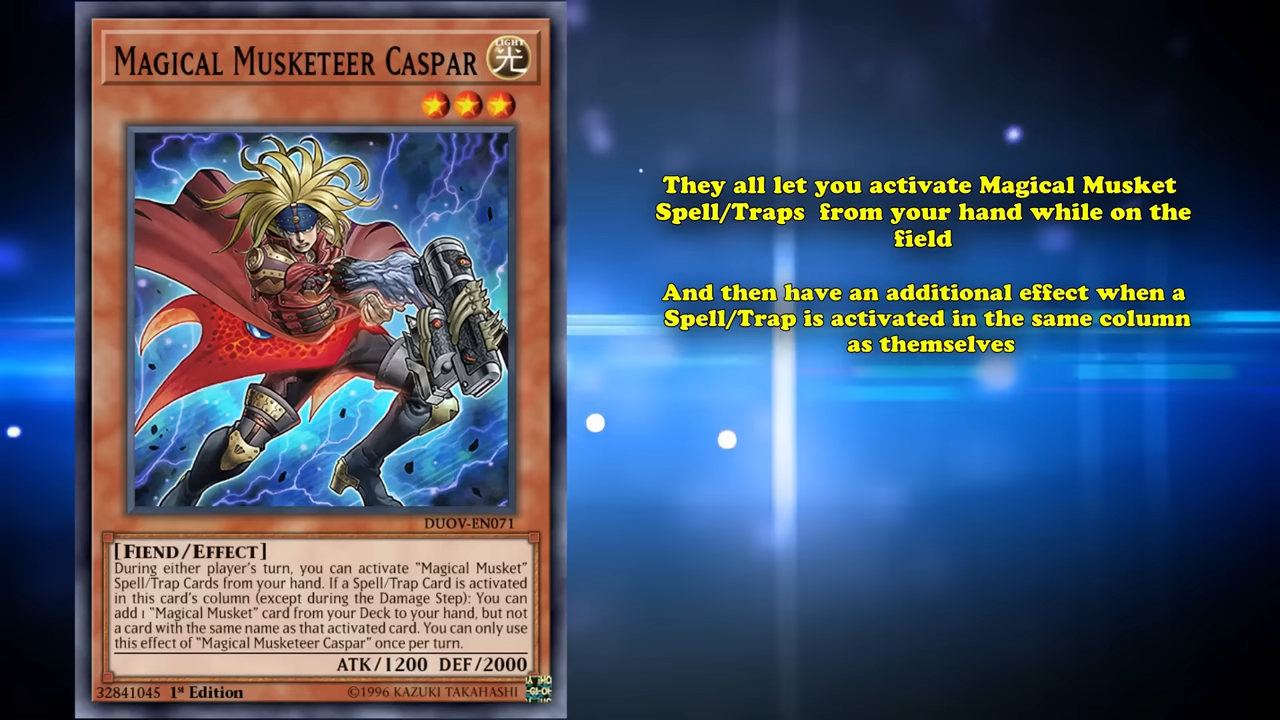 MAGICAL MUSKETEER CASPAR
LIGHT
光
DUOV-EN071
[FIEND/EFFECT]
During either player's turn, you can activate "Magical Musket"
Spell/Trap Cards from your hand. If a Spell/Trap Card is activated
in this card's column (except during the Damage Step): You can
add 1 "Magical Musket" card from your Deck to your hand, but not
a card with the same name as that activated card. You can only use
this effect of "Magical Musketeer Caspar" once per turn.
ATK/1200 DEF/2000
32841045 1st Edition ©1996 KAZUKI TAKAHASHI
They all let you activate Magical Musket
Spell/Traps from your hand while on the
field
And then have an additional effect when a
Spell/Trap is activated in the same column
as themselves